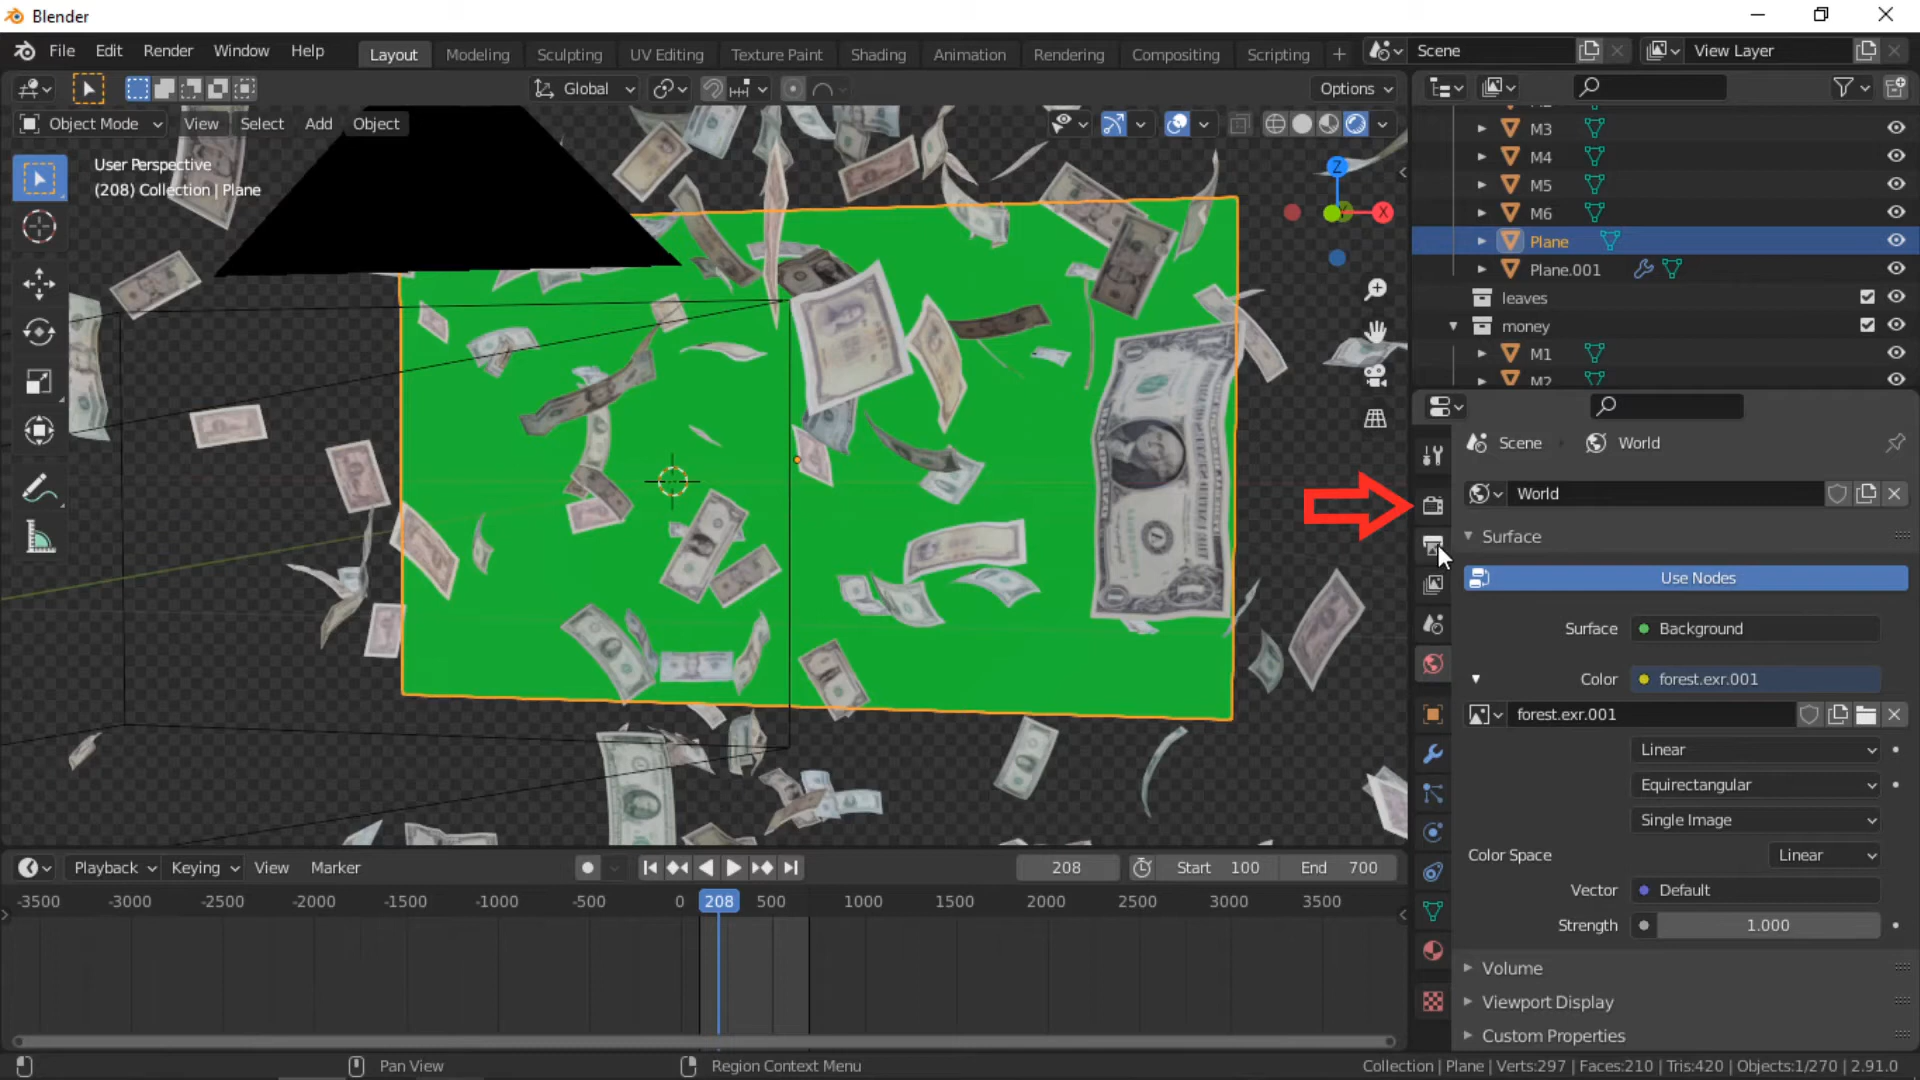 Blender
File Edit Render Window Help Layout Modeling Sculpting UV Editing Texture Paint Shading Animation Rendering Compositing Scripting + Scene View Layer
Global Options
Object Mode View Select Add Object
User Perspective
(208) Collection | Plane
Z
X
M3
M4
M5
M6
Plane
Plane.001
leaves
money
M1
M2
Scene World
World
Surface
Use Nodes
Surface Background
Color forest.exr.001
forest.exr.001
Linear
Equirectangular
Single Image
Color Space Linear
Vector Default
Strength 1.000
Volume
Viewport Display
Custom Properties
Playback Keying View Marker 208 Start 100 End 700
-3500 -3000 -2500 -2000 -1500 -1000 -500 0 208 500 1000 1500 2000 2500 3000 3500
Pan View Region Context Menu Collection | Plane | Verts:297 | Faces:210 | Tris:420 | Objects:1/270 | 2.91.0